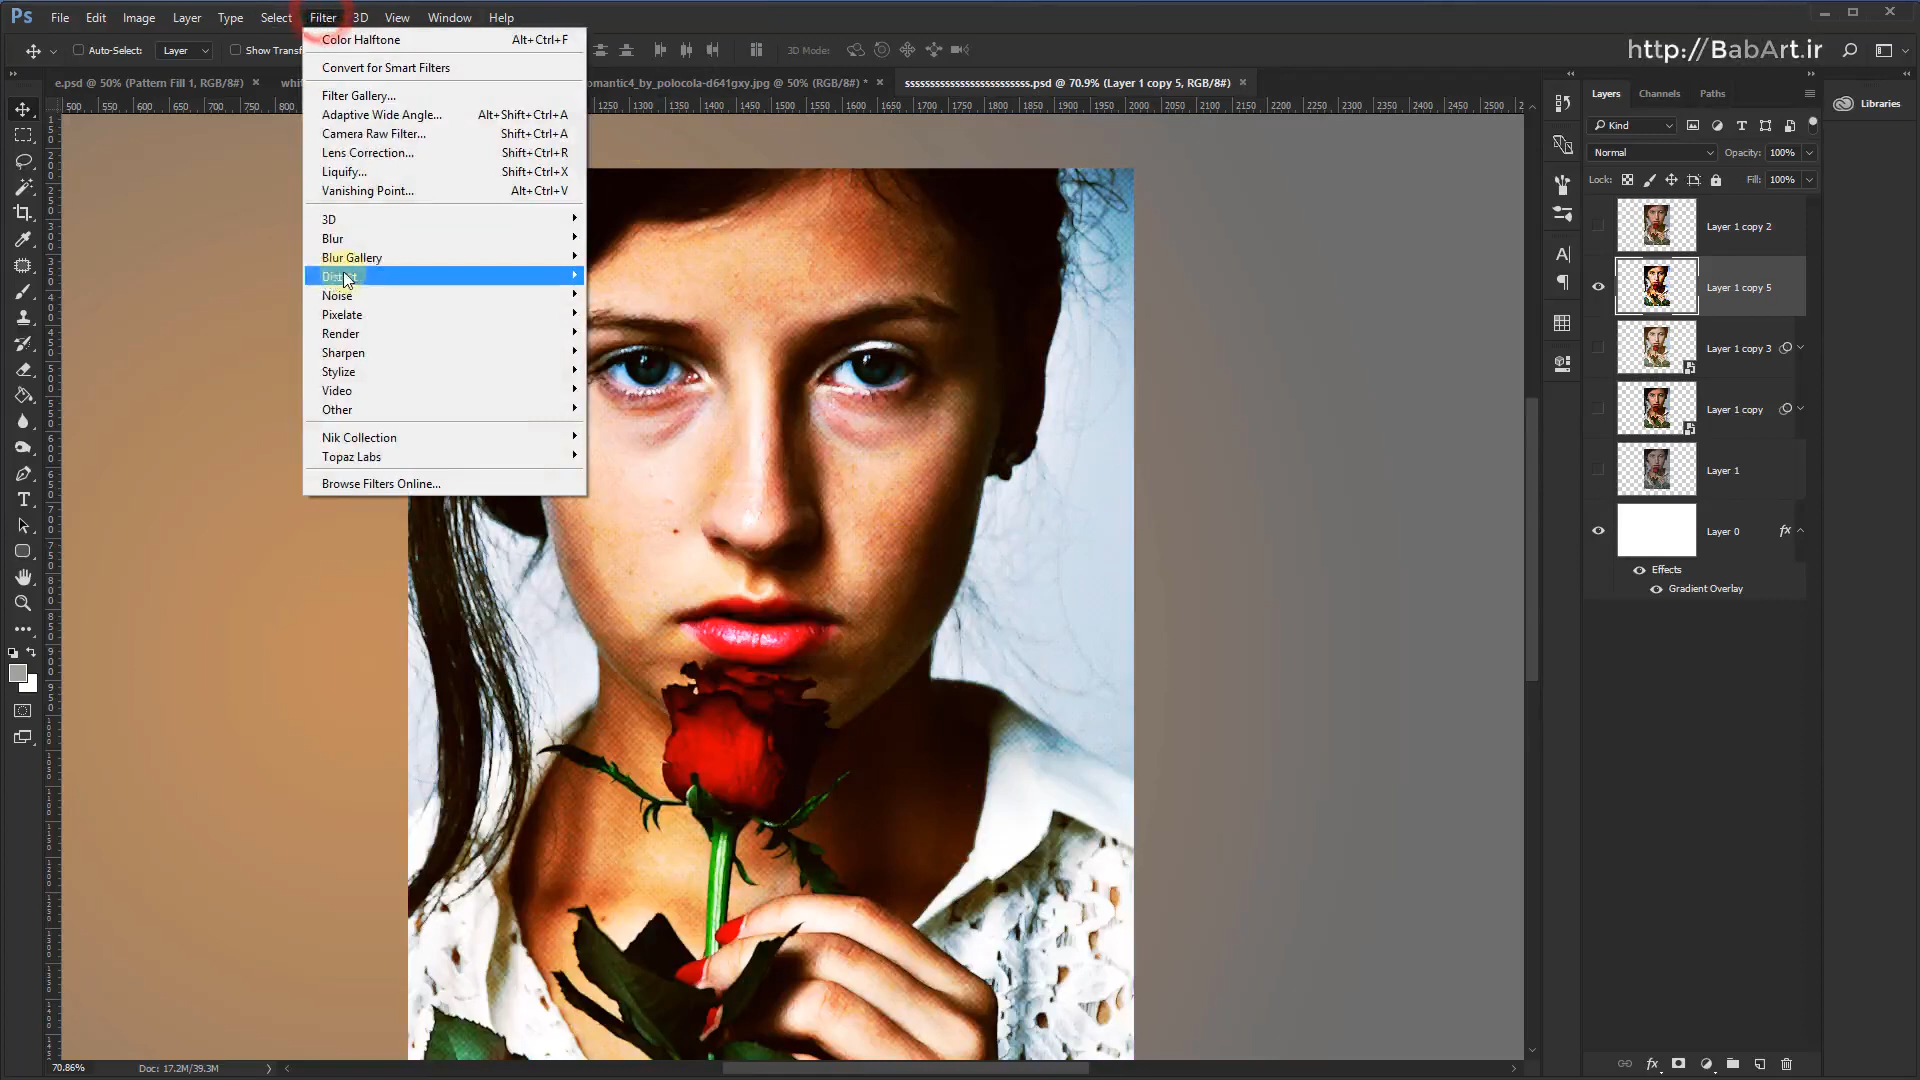 Ps File Edit Image Layer Type Select Filter 3D View Window Help
Auto-Select: Layer Show Transf 3D Mode: http://BabArt.ir
e.psd @ 50% (Pattern Fill 1, RGB/8#) whit omantic4_by_polocola-d641gxy.jpg @ 50% (RGB/8#) * ssssssssssssssssssssssssss.psd @ 70.9% (Layer 1 copy 5, RGB/8#)
500 550 600 650 700 750 800 1250 1300 1350 1400 1450 1500 1550 1600 1650 1700 1750 1800 1850 1900 1950 2000 2050 2100 2150 2200 2250 2300 2350 2400 2450 2500
Color Halftone Alt+Ctrl+F
Convert for Smart Filters
Filter Gallery...
Adaptive Wide Angle... Alt+Shift+Ctrl+A
Camera Raw Filter... Shift+Ctrl+A
Lens Correction... Shift+Ctrl+R
Liquify... Shift+Ctrl+X
Vanishing Point... Alt+Ctrl+V
3D
Blur
Blur Gallery
Distort
Noise
Pixelate
Render
Sharpen
Stylize
Video
Other
Nik Collection
Topaz Labs
Browse Filters Online...
Layers Channels Paths
Libraries
Kind
Normal Opacity: 100%
Lock: Fill: 100%
Layer 1 copy 2
Layer 1 copy 5
Layer 1 copy 3
Layer 1 copy
Layer 1
Layer 0 fx
Effects
Gradient Overlay
70.86% Doc: 17.2M/39.3M
fx